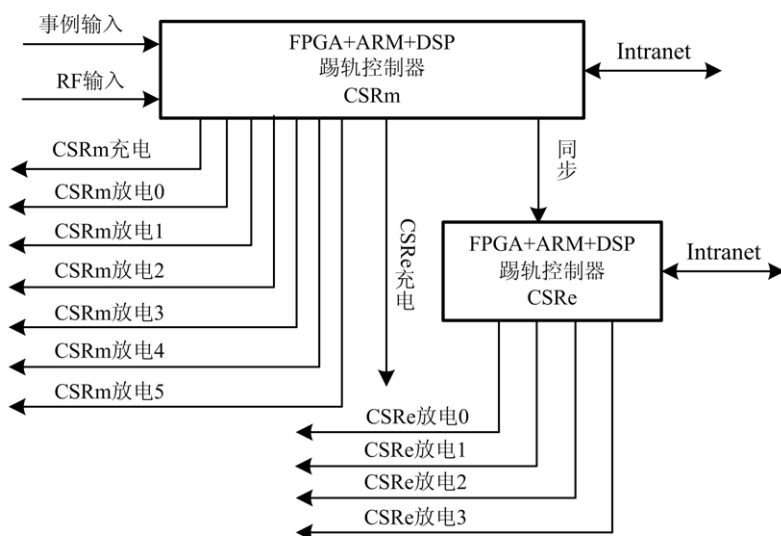 事例输入
RF输入
FPGA+ARM+DSP
踢轨控制器
CSRm
Intranet
CSRm充电
CSRm放电0
CSRm放电1
CSRm放电2
CSRm放电3
CSRm放电4
CSRm放电5
CSRe充电
同步
FPGA+ARM+DSP
踢轨控制器
CSRe
Intranet
CSRe放电0
CSRe放电1
CSRe放电2
CSRe放电3